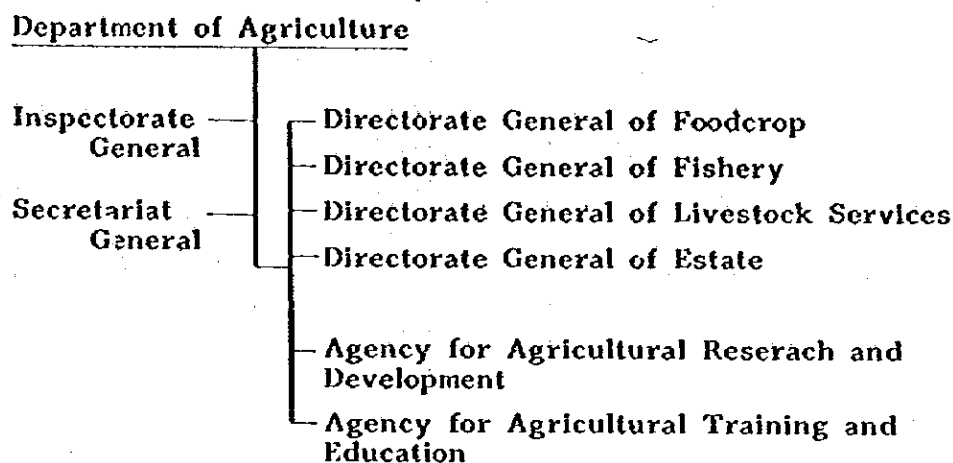 Department of Agriculture
Inspectorate
General
Directorate General of Foodcrop
Directorate General of Fishery
Secretariat
General
Directorate General of Livestock Services
Directorate General of Estate
Agency for Agricultural Reserach and
Development
Agency for Agricultural Training and
Education